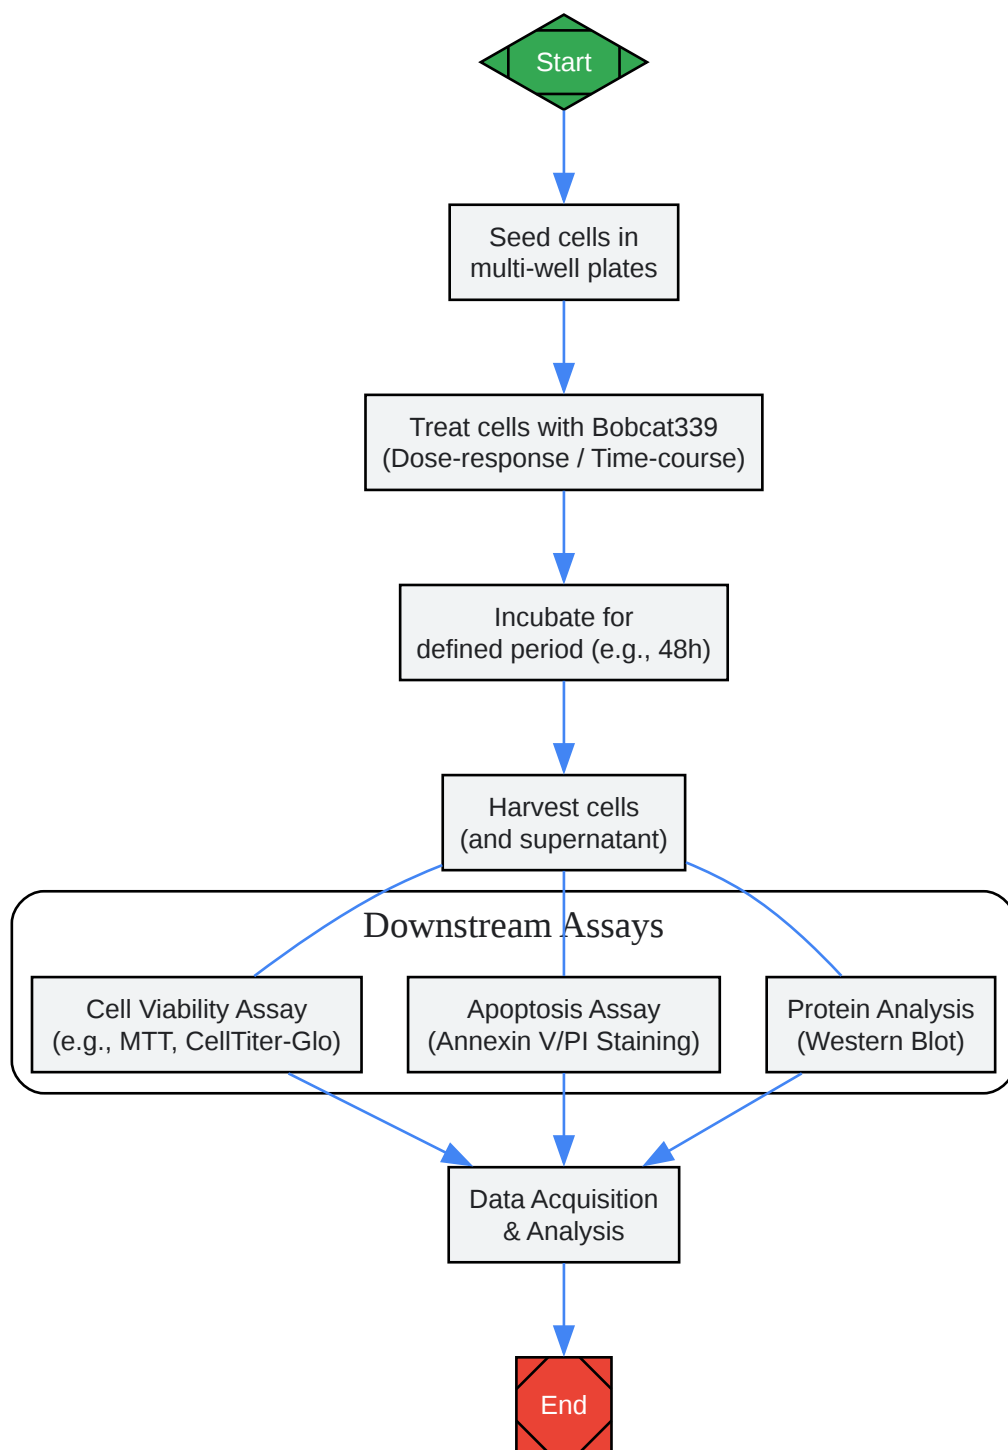 Start
Seed cells in
multi-well plates
Treat cells with Bobcat339
(Dose-response / Time-course)
Incubate for
defined period (e.g., 48h)
Harvest cells
(and supernatant)
Downstream Assays
Cell Viability Assay
(e.g., MTT, CellTiter-Glo)
Apoptosis Assay
(Annexin V/PI Staining)
Protein Analysis
(Western Blot)
Data Acquisition
& Analysis
End